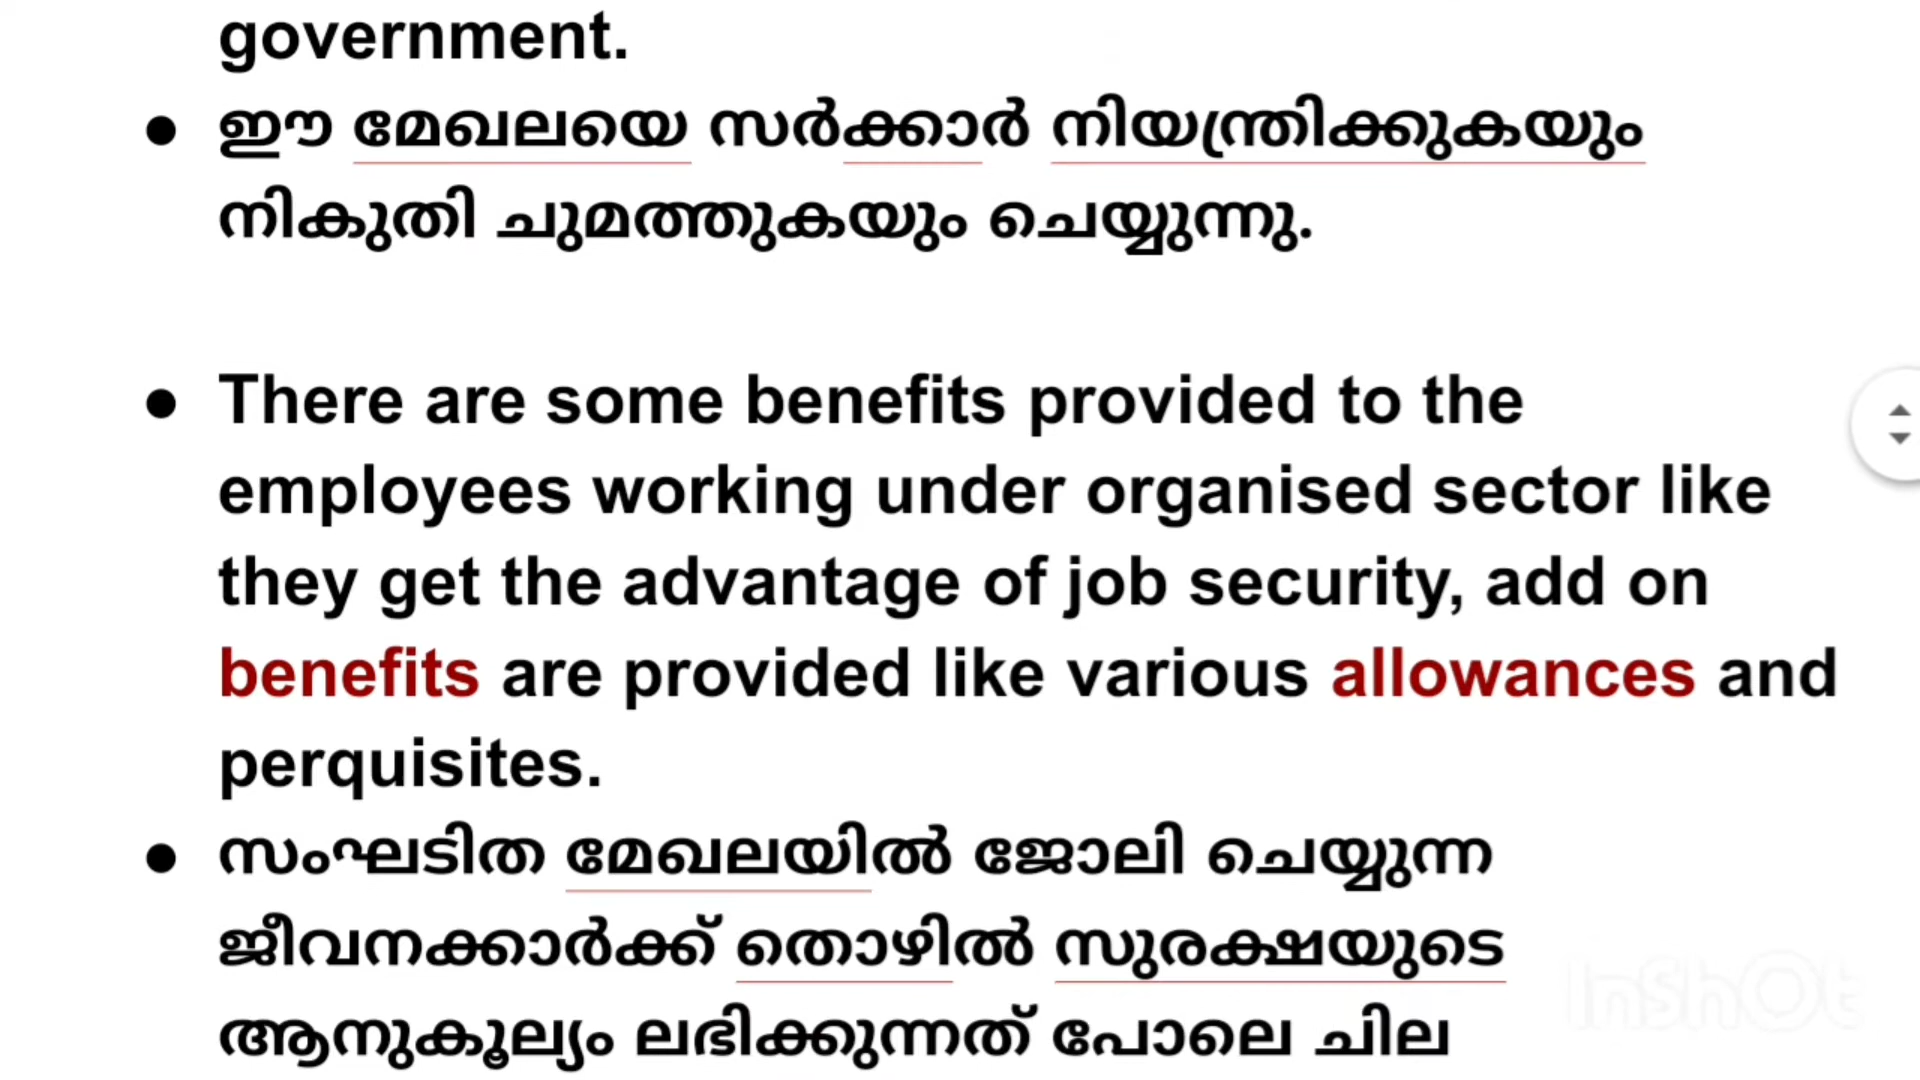 government.
● ഈ മേഖലയെ സർക്കാർ നിയന്ത്രിക്കുകയും
നികുതി ചുമത്തുകയും ചെയ്യുന്നു.
● There are some benefits provided to the
employees working under organised sector like
they get the advantage of job security, add on
benefits are provided like various allowances and
perquisites.
● സംഘടിത മേഖലയിൽ ജോലി ചെയ്യുന്ന
ജീവനക്കാർക്ക് തൊഴിൽ സുരക്ഷയുടെ
ആനുകൂല്യം ലഭിക്കുന്നത് പോലെ ചില
InShOt